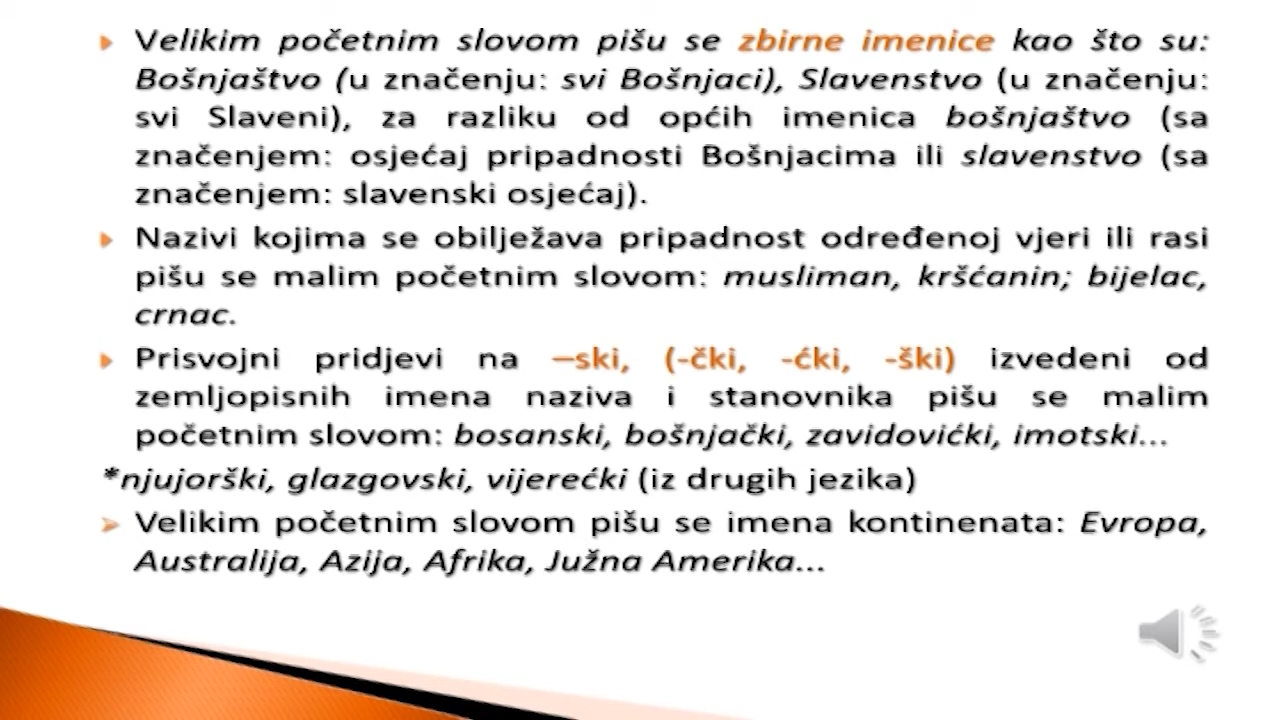 Velikim početnim slovom pišu se zbirne imenice kao što su:
Bošnjaštvo (u značenju: svi Bošnjaci), Slavenstvo (u značenju:
svi Slaveni), za razliku od općih imenica bošnjaštvo (sa
značenjem: osjećaj pripadnosti Bošnjacima ili slavenstvo (sa
značenjem: slavenski osjećaj).
Nazivi kojima se obilježava pripadnost određenoj vjeri ili rasi
pišu se malim početnim slovom: musliman, kršćanin; bijelac,
crnac.
Prisvojni pridjevi na –ski, (-čki, -ćki, -ški) izvedeni od
zemljopisnih imena naziva i stanovnika pišu se malim
početnim slovom: bosanski, bošnjački, zavidovićki, imotski...
*njujorški, glazgovski, vijerećki (iz drugih jezika)
Velikim početnim slovom pišu se imena kontinenata: Evropa,
Australija, Azija, Afrika, Južna Amerika...